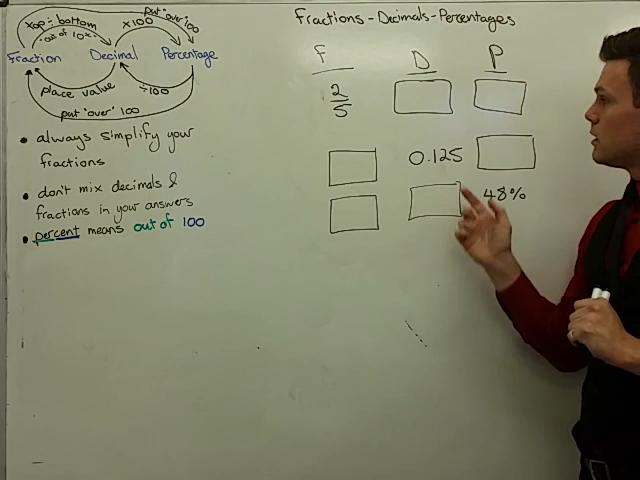 Fractions - Decimals - Percentages
put "over" 100
top ÷ bottom
"out of 10x"
x100
Fraction Decimal Percentage
place value
÷100
put "over" 100
• always simplify your
fractions
• don't mix decimals &
fractions in your answers
• percent means out of 100
F D P
2/5
0.125
48%